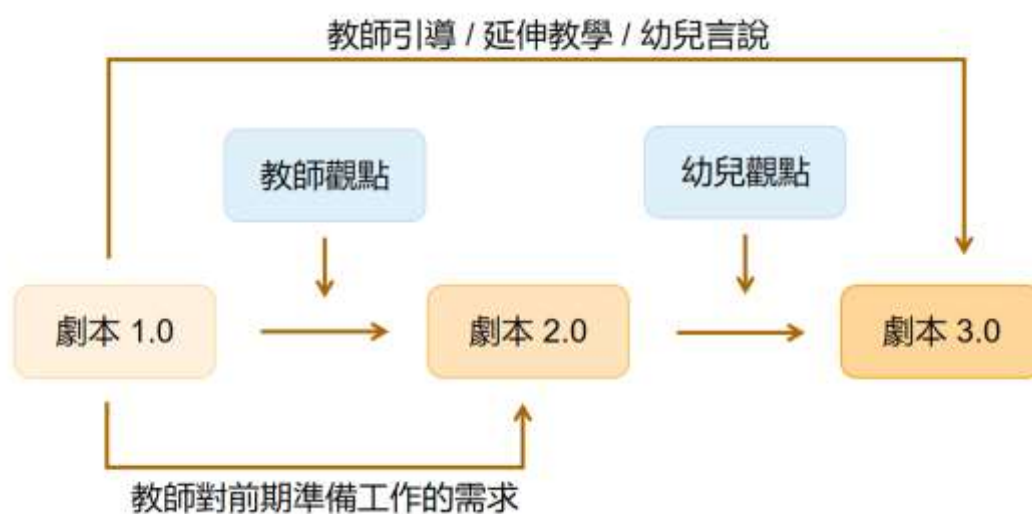 教師引導 / 延伸教學 / 幼兒言說
教師觀點
幼兒觀點
劇本 1.0
劇本 2.0
劇本 3.0
教師對前期準備工作的需求